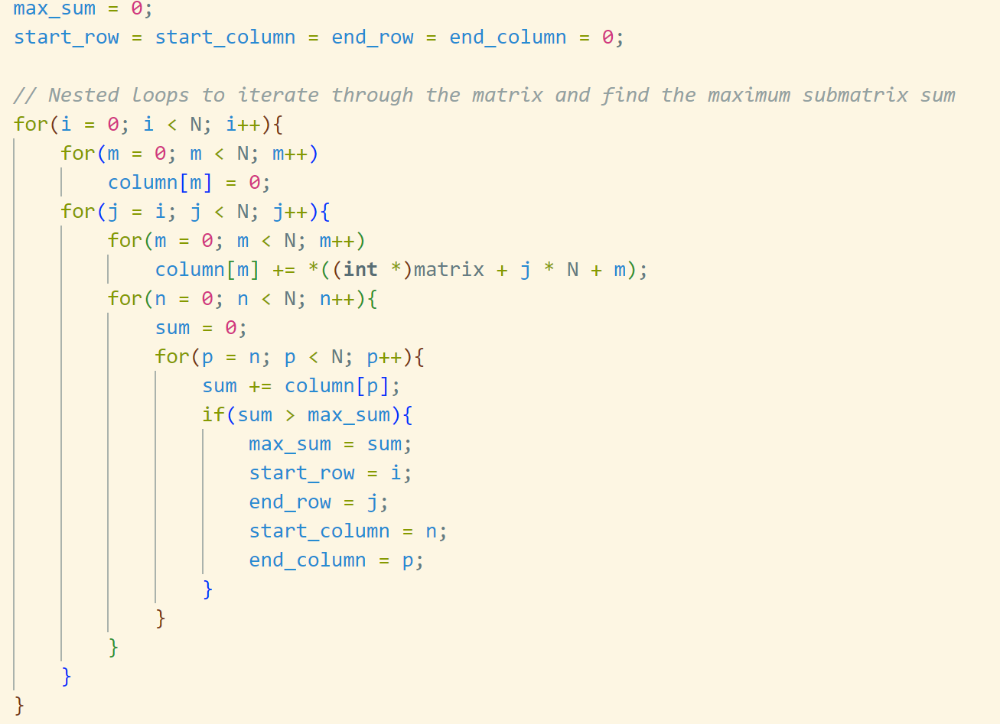 max_sum = 0;
start_row = start_column = end_row = end_column = 0;
// Nested loops to iterate through the matrix and find the maximum submatrix sum
for(i = 0; i < N; i++){
for(m = 0; m < N; m++)
column[m] = 0;
for(j = i; j < N; j++){
for(m = 0; m < N; m++)
column[m] += *((int *)matrix + j * N + m);
for(n = 0; n < N; n++){
sum = 0;
for(p = n; p < N; p++){
sum += column[p];
if(sum > max_sum){
max_sum = sum;
start_row = i;
end_row = j;
start_column = n;
end_column = p;
}
}
}
}
}